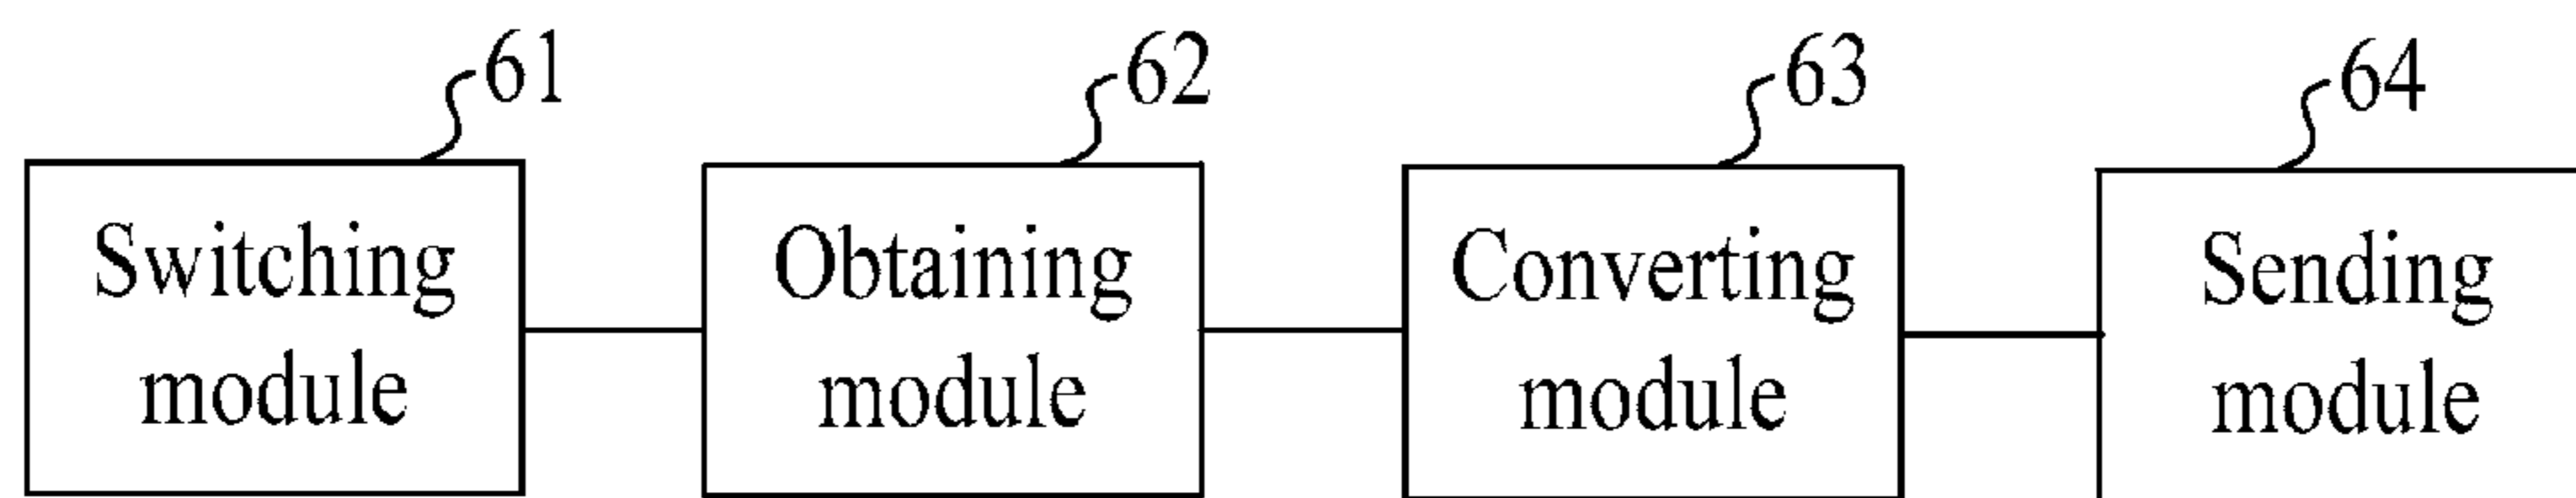 61
62
63
64
Switching
module
Obtaining
module
Converting
module
Sending
module